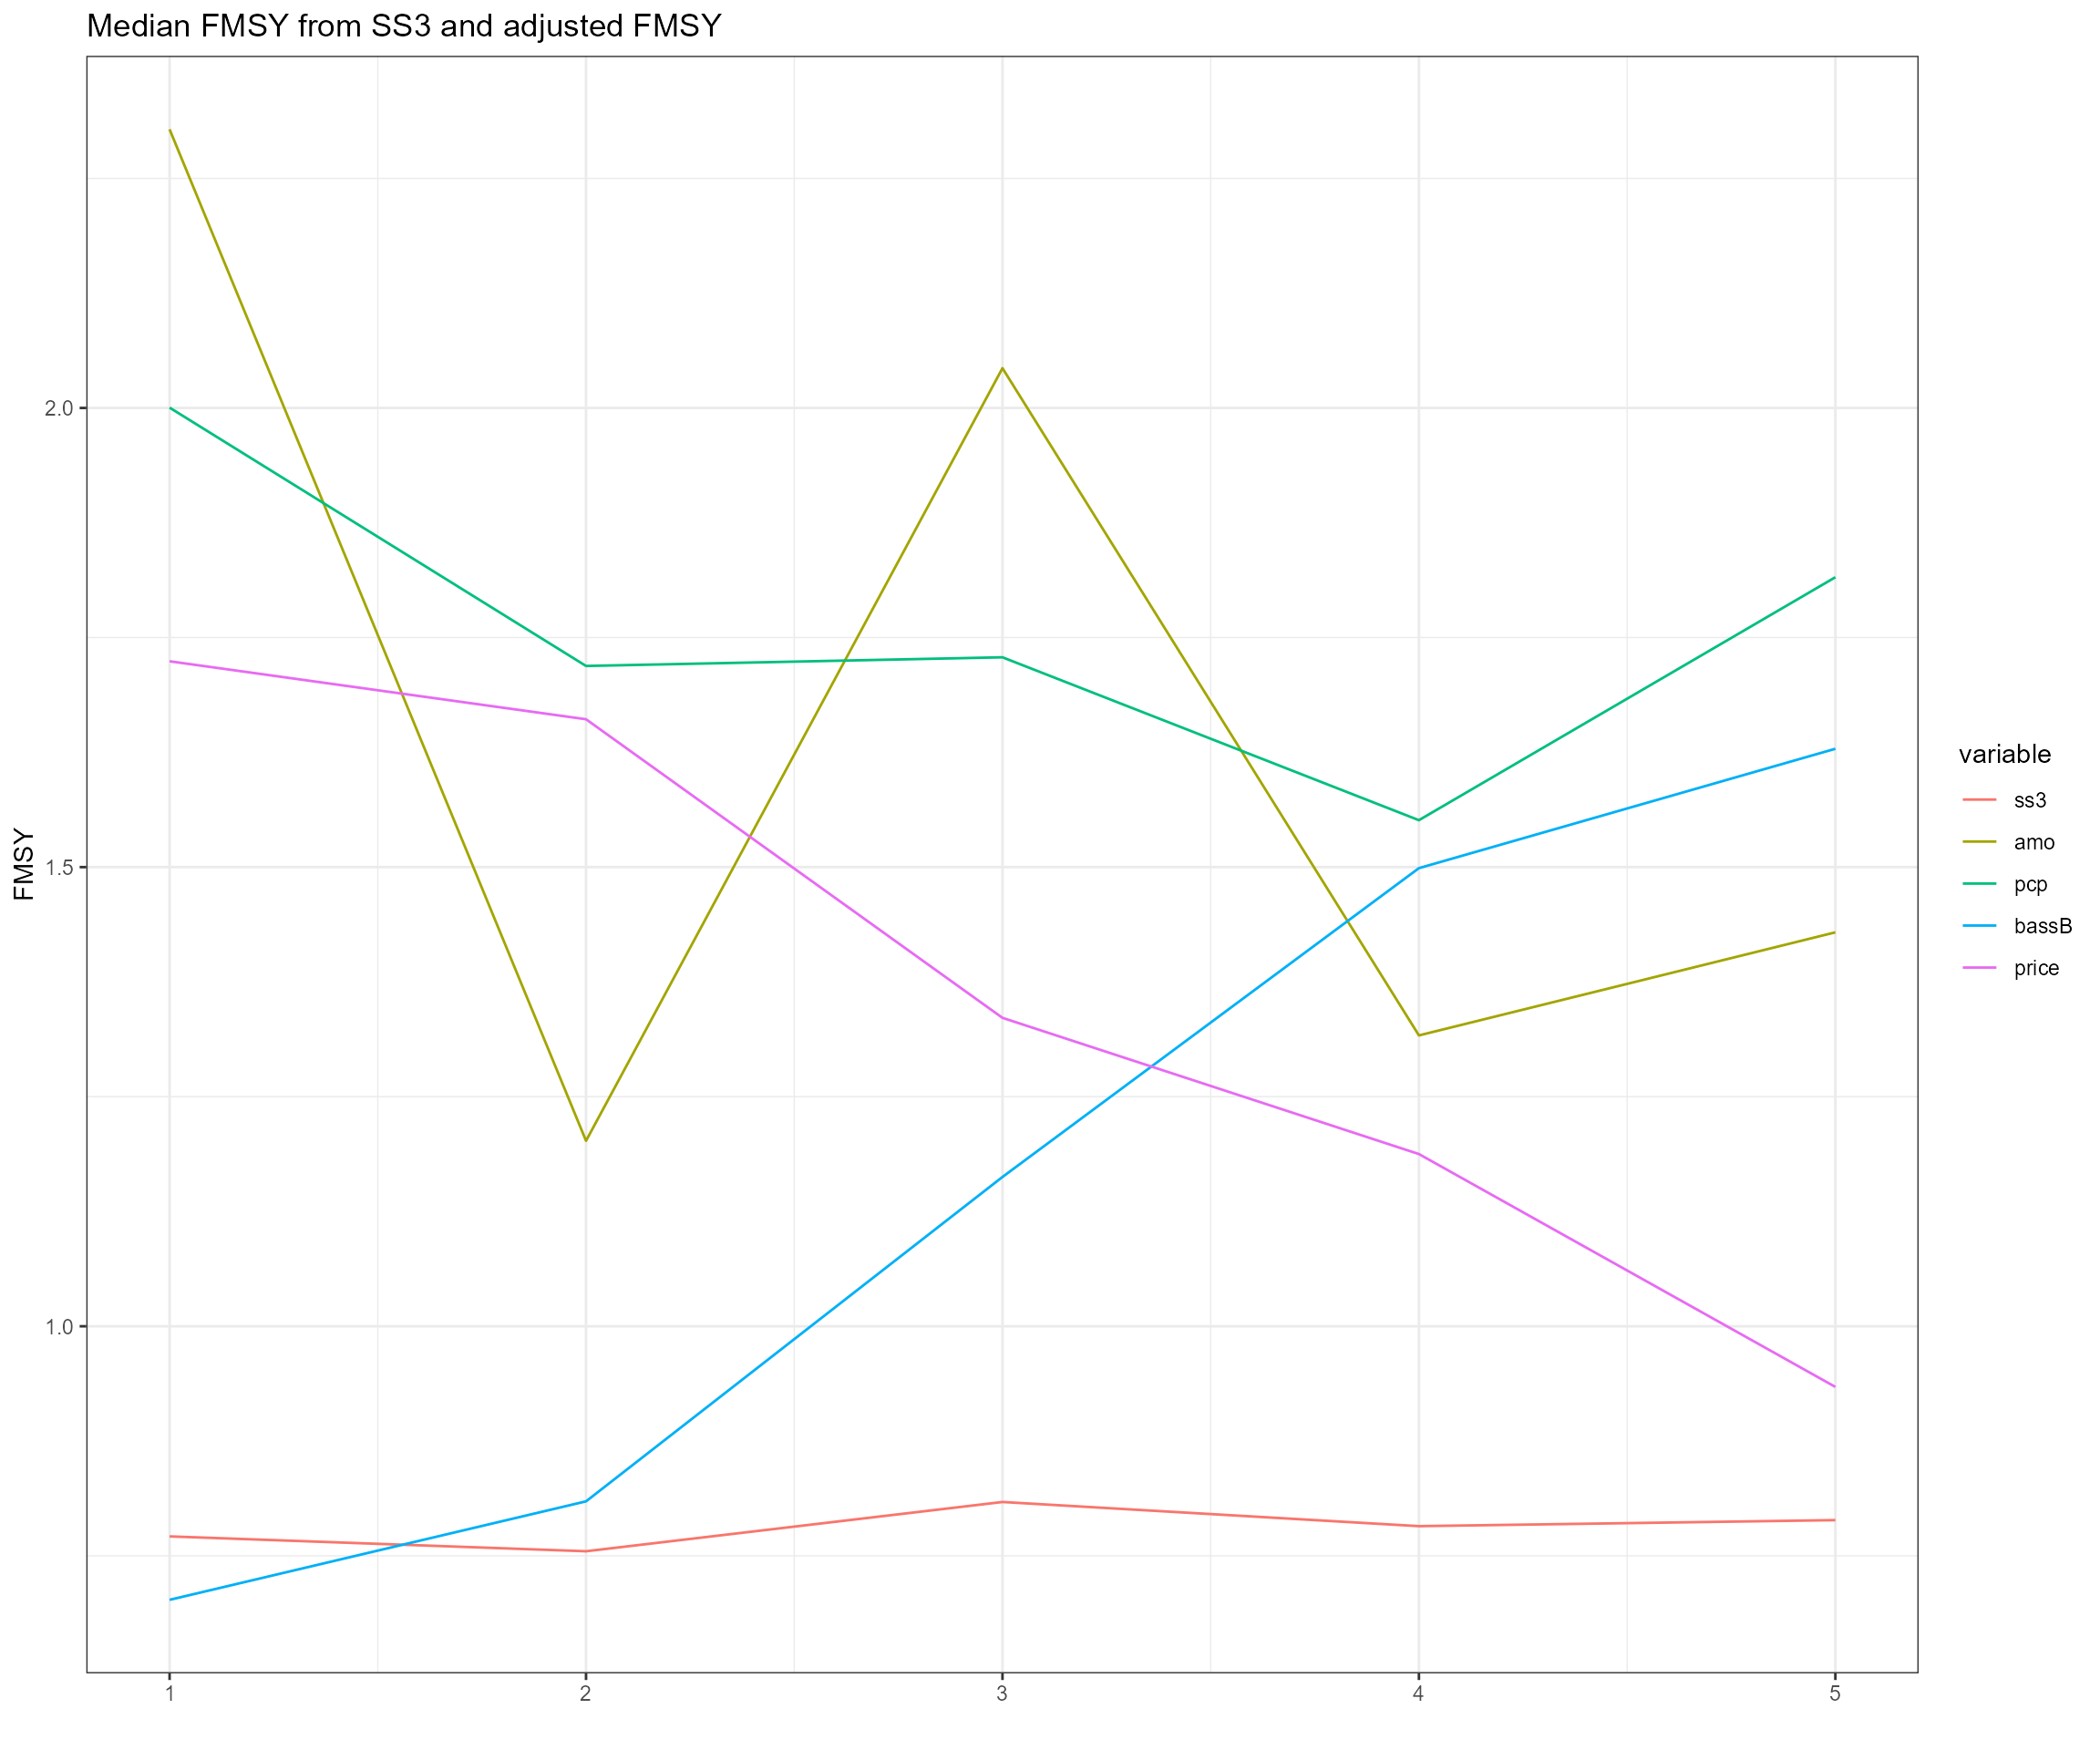 Median FMSY from SS3 and adjusted FMSY
FMSY
2.0
1.5
1.0
1 2 3 4 5
variable
ss3
amo
pcp
bassB
price